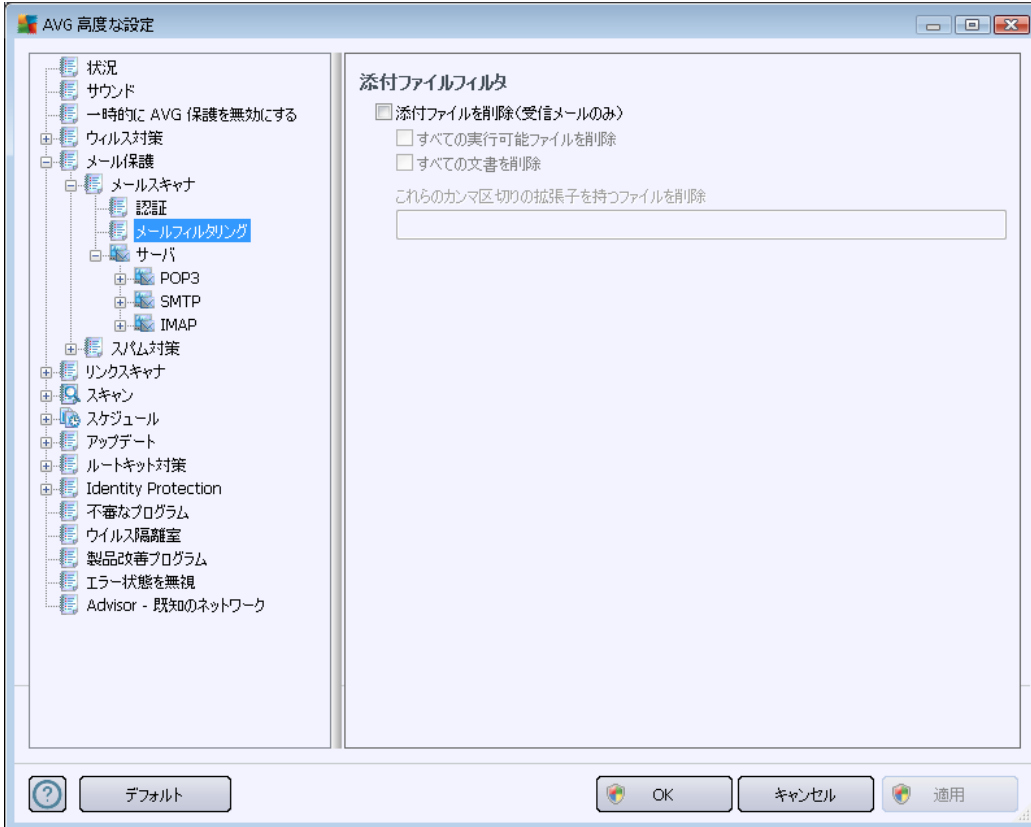 AVG 高度な設定
状況
サウンド
一時的に AVG 保護を無効にする
ウィルス対策
メール保護
メールスキャナ
認証
メールフィルタリング
サーバ
POP3
SMTP
IMAP
スパム対策
リンクスキャナ
スキャン
スケジュール
アップデート
ルートキット対策
Identity Protection
不審なプログラム
ウイルス隔離室
製品改善プログラム
エラー状態を無視
Advisor - 既知のネットワーク
添付ファイルフィルタ
添付ファイルを削除(受信メールのみ)
すべての実行可能ファイルを削除
すべての文書を削除
これらのカンマ区切りの拡張子を持つファイルを削除
デフォルト
OK
キャンセル
適用